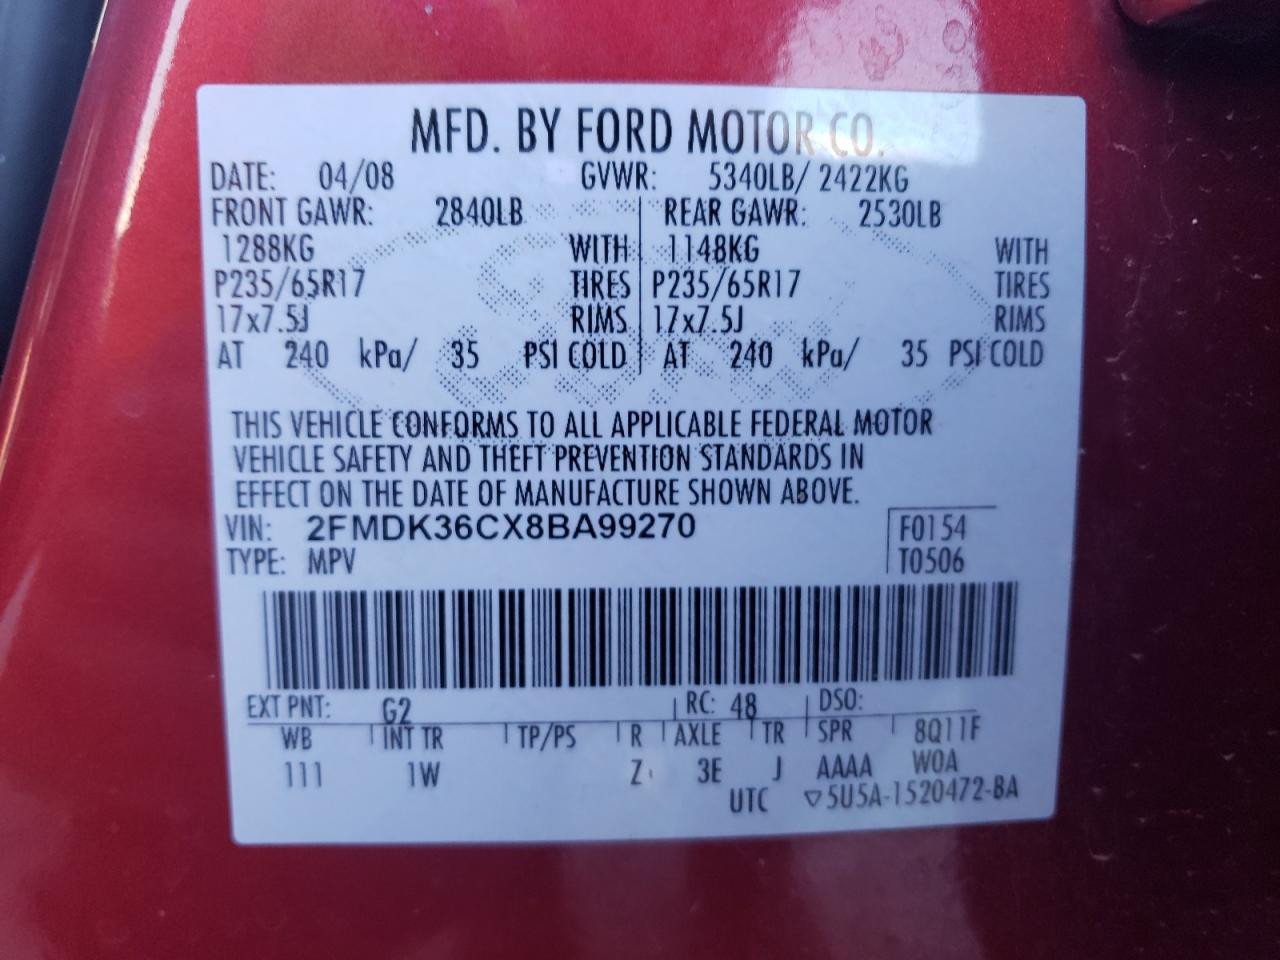 MFD. BY FORD MOTOR CO.
DATE: 04/08 GVWR: 5340LB/ 2422KG
FRONT GAWR: 2840LB REAR GAWR: 2530LB
1288KG WITH 1148KG WITH
P235/65R17 TIRES P235/65R17 TIRES
17x7.5J RIMS 17x7.5J RIMS
AT 240 kPa/ 35 PSI COLD AT 240 kPa/ 35 PSI COLD
THIS VEHICLE CONFORMS TO ALL APPLICABLE FEDERAL MOTOR
VEHICLE SAFETY AND THEFT PREVENTION STANDARDS IN
EFFECT ON THE DATE OF MANUFACTURE SHOWN ABOVE.
VIN: 2FMDK36CX8BA99270 F0154
TYPE: MPV T0506
EXT PNT: G2 RC: 48 DSO:
WB INT TR TP/PS R AXLE TR SPR 8Q11F
111 1W Z 3E J AAAA W0A
UTC ▽5U5A-1520472-BA